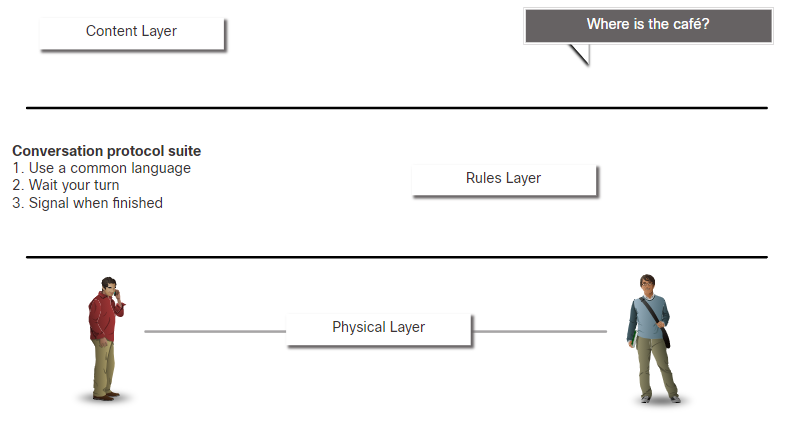 Content Layer
Where is the café?
Conversation protocol suite
1. Use a common language
2. Wait your turn
3. Signal when finished
Rules Layer
Physical Layer